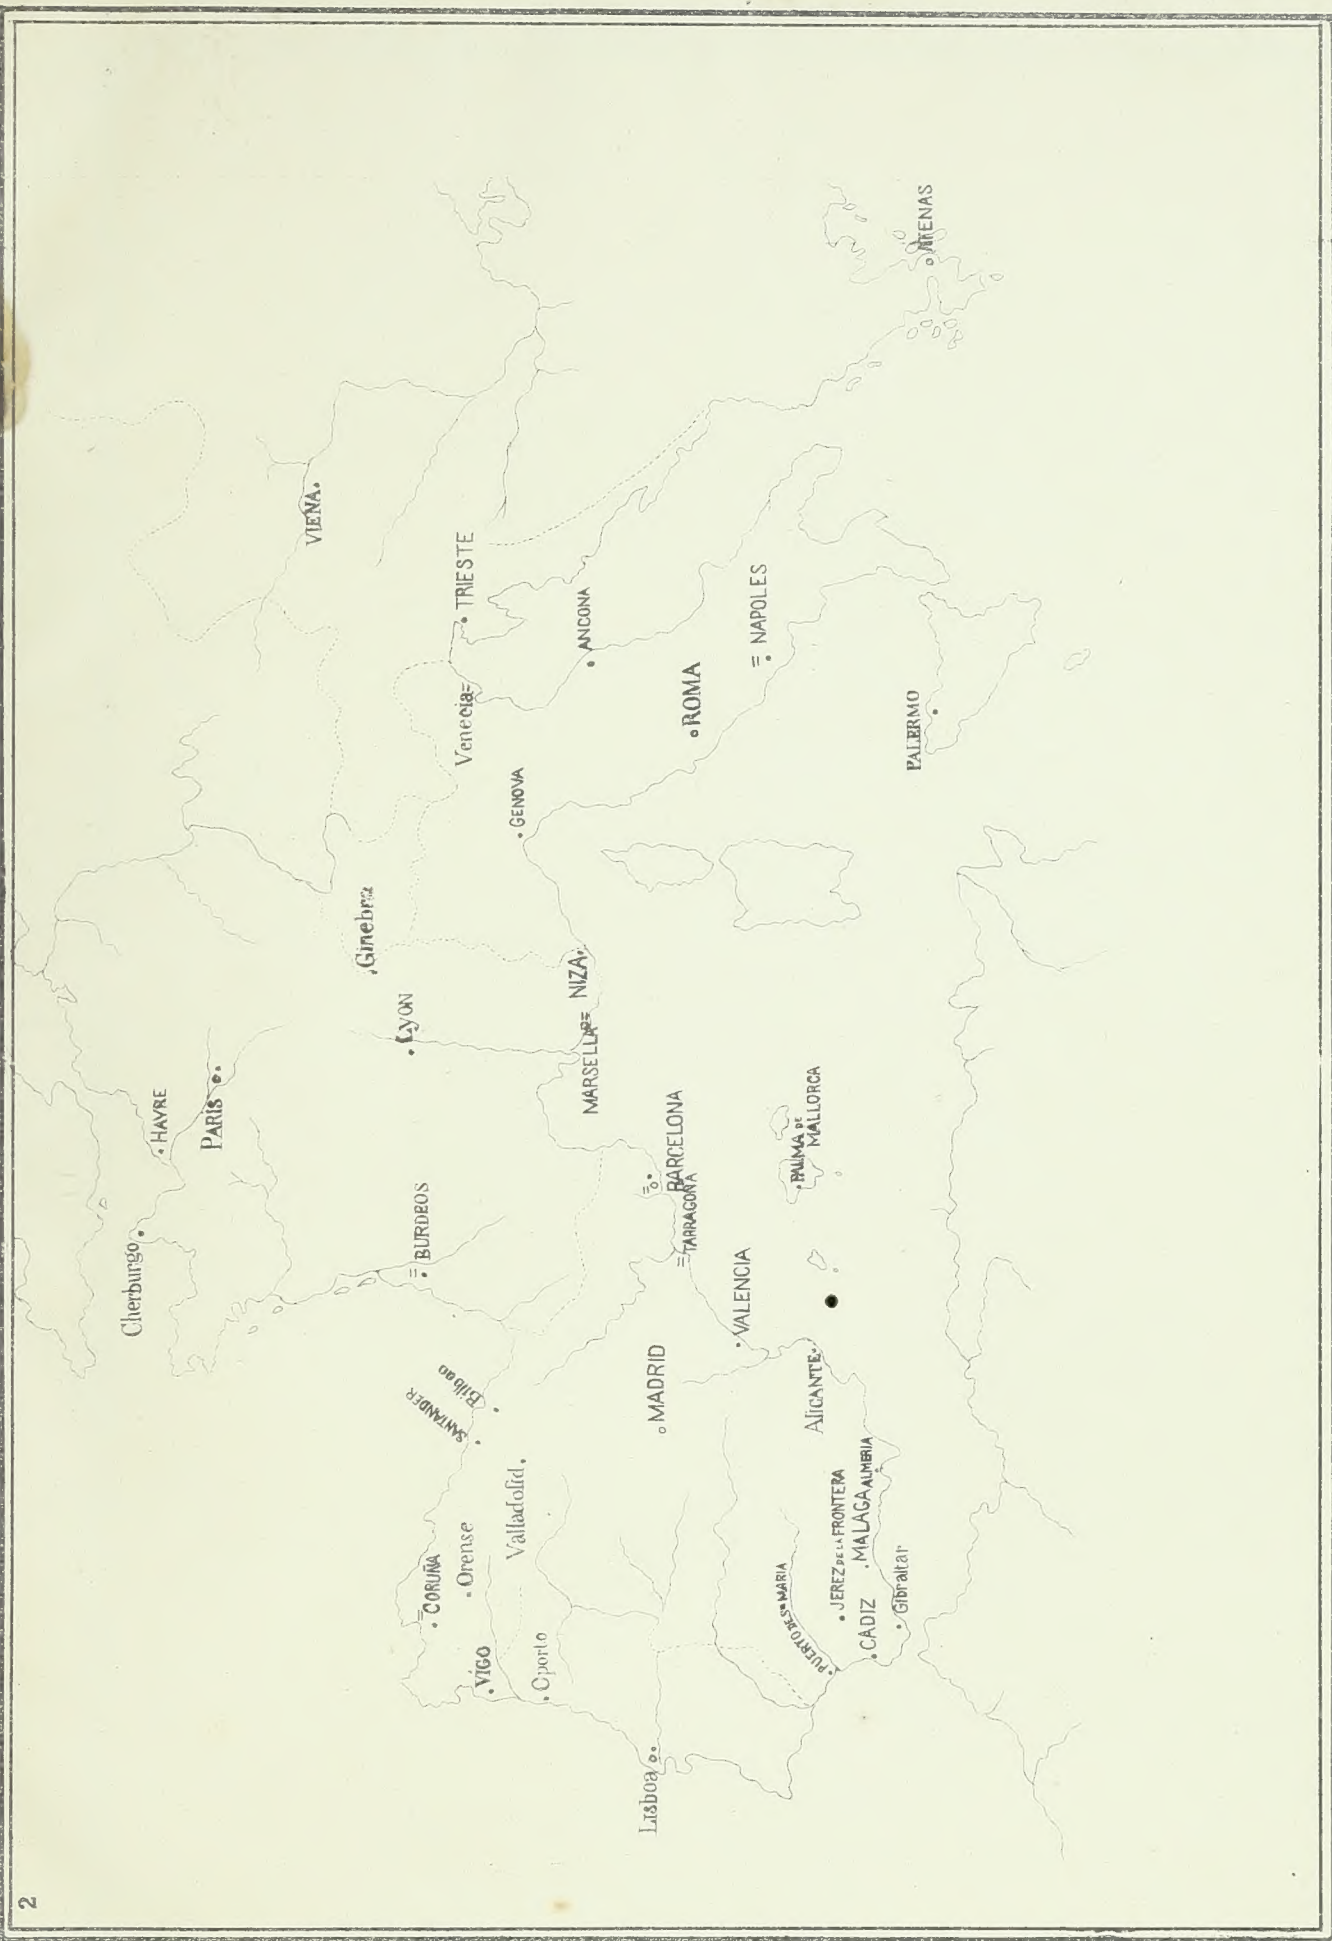 2
Cherburgo
HAVRE
PARIS
VIENA
Ginebra
Lyon
BURDEOS
SANTANDER
Bilbao
Venecia
TRIESTE
GENOVA
ANCONA
NIZA
MARSELLA
ROMA
NAPOLES
PALERMO
ATENAS
CORUÑA
Orense
VIGO
Valladolid
Oporto
BARCELONA
TARRAGONA
MADRID
VALENCIA
PALMA DE
MALLORCA
Lisboa
Alicante
PUERTO DE Sª MARIA
JEREZ DE LA FRONTERA
MALAGA
ALMERIA
CADIZ
Gibraltar